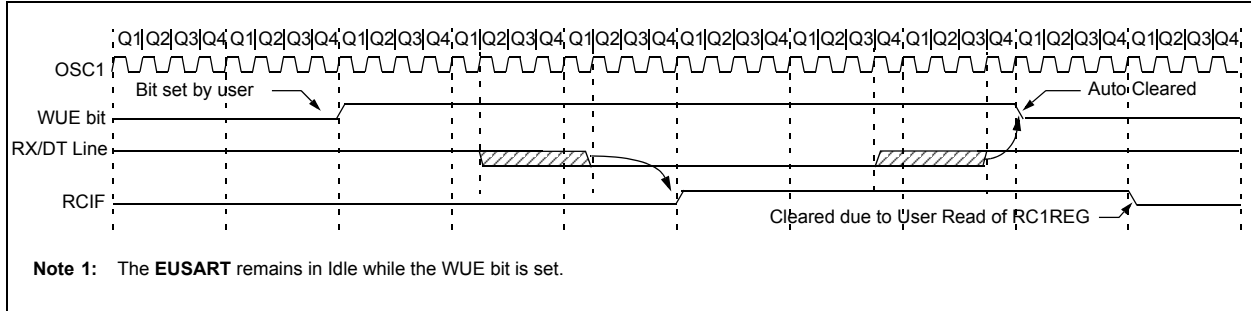 Q1|Q2|Q3|Q4|Q1|Q2|Q3|Q4|Q1|Q2|Q3|Q4|Q1|Q2|Q3|Q4|Q1|Q2|Q3|Q4|Q1|Q2|Q3|Q4|Q1|Q2|Q3|Q4|Q1|Q2|Q3|Q4|Q1|Q2|Q3|Q4|Q1|Q2|Q3|Q4
OSC1
Bit set by user
Auto Cleared
WUE bit
RX/DT Line
RCIF
Cleared due to User Read of RC1REG
Note 1: The EUSART remains in Idle while the WUE bit is set.